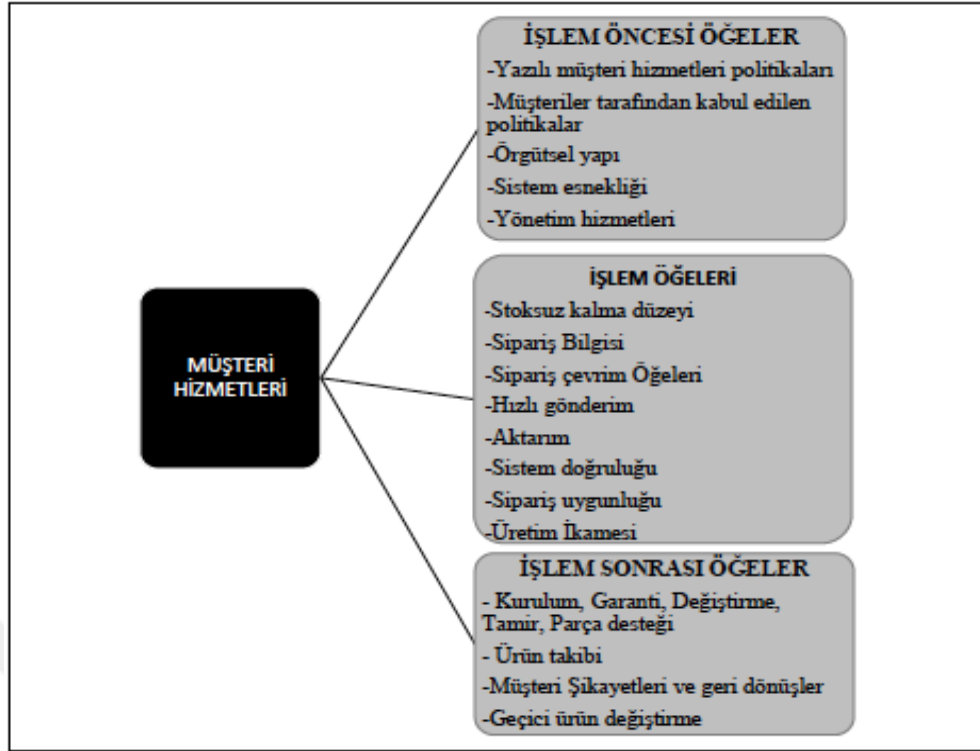 MÜŞTERİ
HİZMETLERİ
İŞLEM ÖNCESİ ÖĞELER
-Yazılı müşteri hizmetleri politikaları
-Müşteriler tarafından kabul edilen
politikalar
-Örgütsel yapı
-Sistem esnekliği
-Yönetim hizmetleri
İŞLEM ÖĞELERİ
-Stoksuz kalma düzeyi
-Sipariş Bilgisi
-Sipariş çevrim Öğeleri
-Hızlı gönderim
-Aktarım
-Sistem doğruluğu
-Sipariş uygunluğu
-Üretim İkamesi
İŞLEM SONRASI ÖĞELER
- Kurulum, Garanti, Değiştirme,
Tamir, Parça desteği
- Ürün takibi
-Müşteri Şikayetleri ve geri dönüşler
-Geçici ürün değiştirme